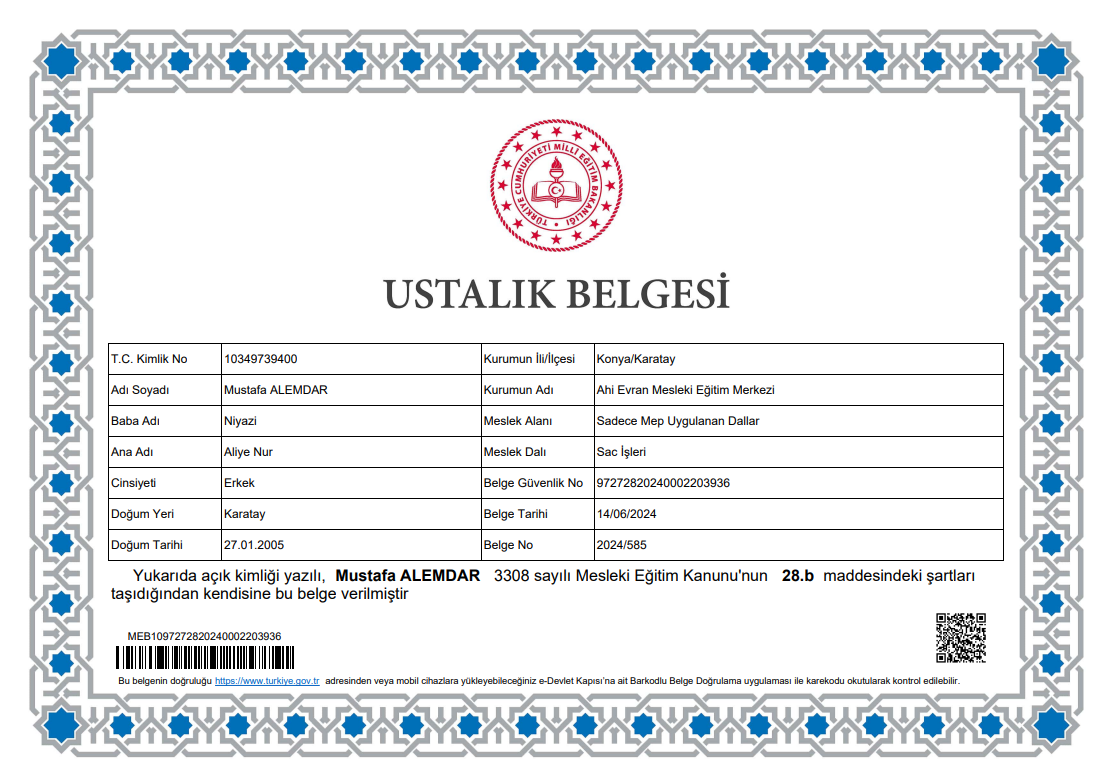 TÜRKİYE CUMHURİYETİ MİLLÎ EĞİTİM BAKANLIĞI
USTALIK BELGESİ
T.C. Kimlik No 10349739400 Kurumun İli/İlçesi Konya/Karatay
Adı Soyadı Mustafa ALEMDAR Kurumun Adı Ahi Evran Mesleki Eğitim Merkezi
Baba Adı Niyazi Meslek Alanı Sadece Mep Uygulanan Dallar
Ana Adı Aliye Nur Meslek Dalı Sac İşleri
Cinsiyeti Erkek Belge Güvenlik No 97272820240002203936
Doğum Yeri Karatay Belge Tarihi 14/06/2024
Doğum Tarihi 27.01.2005 Belge No 2024/585
Yukarıda açık kimliği yazılı, Mustafa ALEMDAR 3308 sayılı Mesleki Eğitim Kanunu'nun 28.b maddesindeki şartları
taşıdığından kendisine bu belge verilmiştir
MEB1097272820240002203936
Bu belgenin doğruluğu https://www.turkiye.gov.tr adresinden veya mobil cihazlara yükleyebileceğiniz e-Devlet Kapısı'na ait Barkodlu Belge Doğrulama uygulaması ile karekodu okutularak kontrol edilebilir.